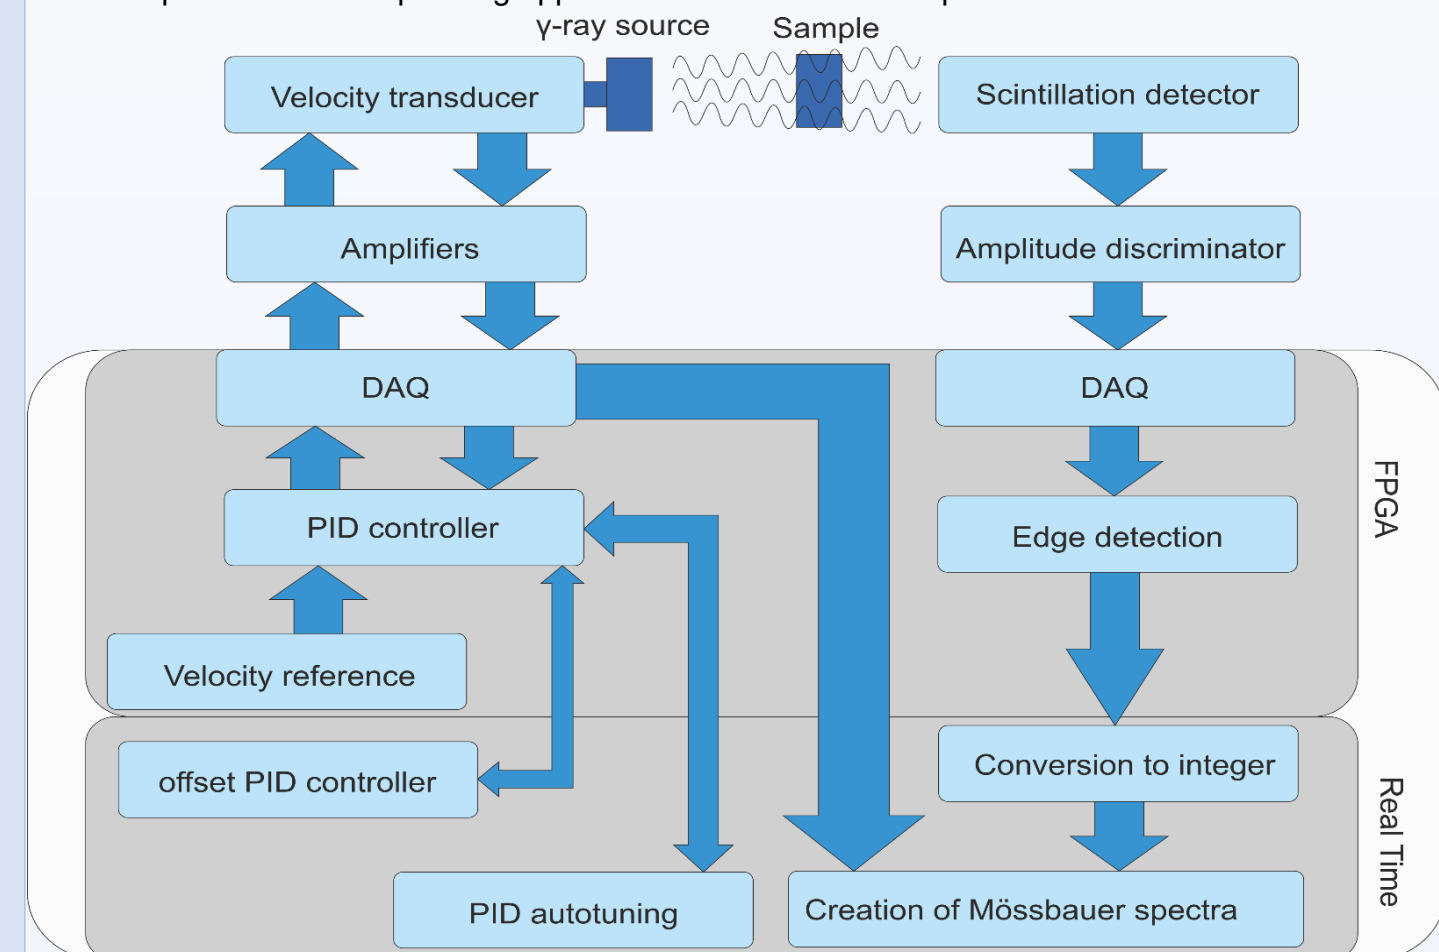 γ-ray source
Sample
Velocity transducer
Scintillation detector
Amplifiers
Amplitude discriminator
DAQ
DAQ
FPGA
PID controller
Edge detection
Velocity reference
offset PID controller
Conversion to integer
Real Time
PID autotuning
Creation of Mössbauer spectra